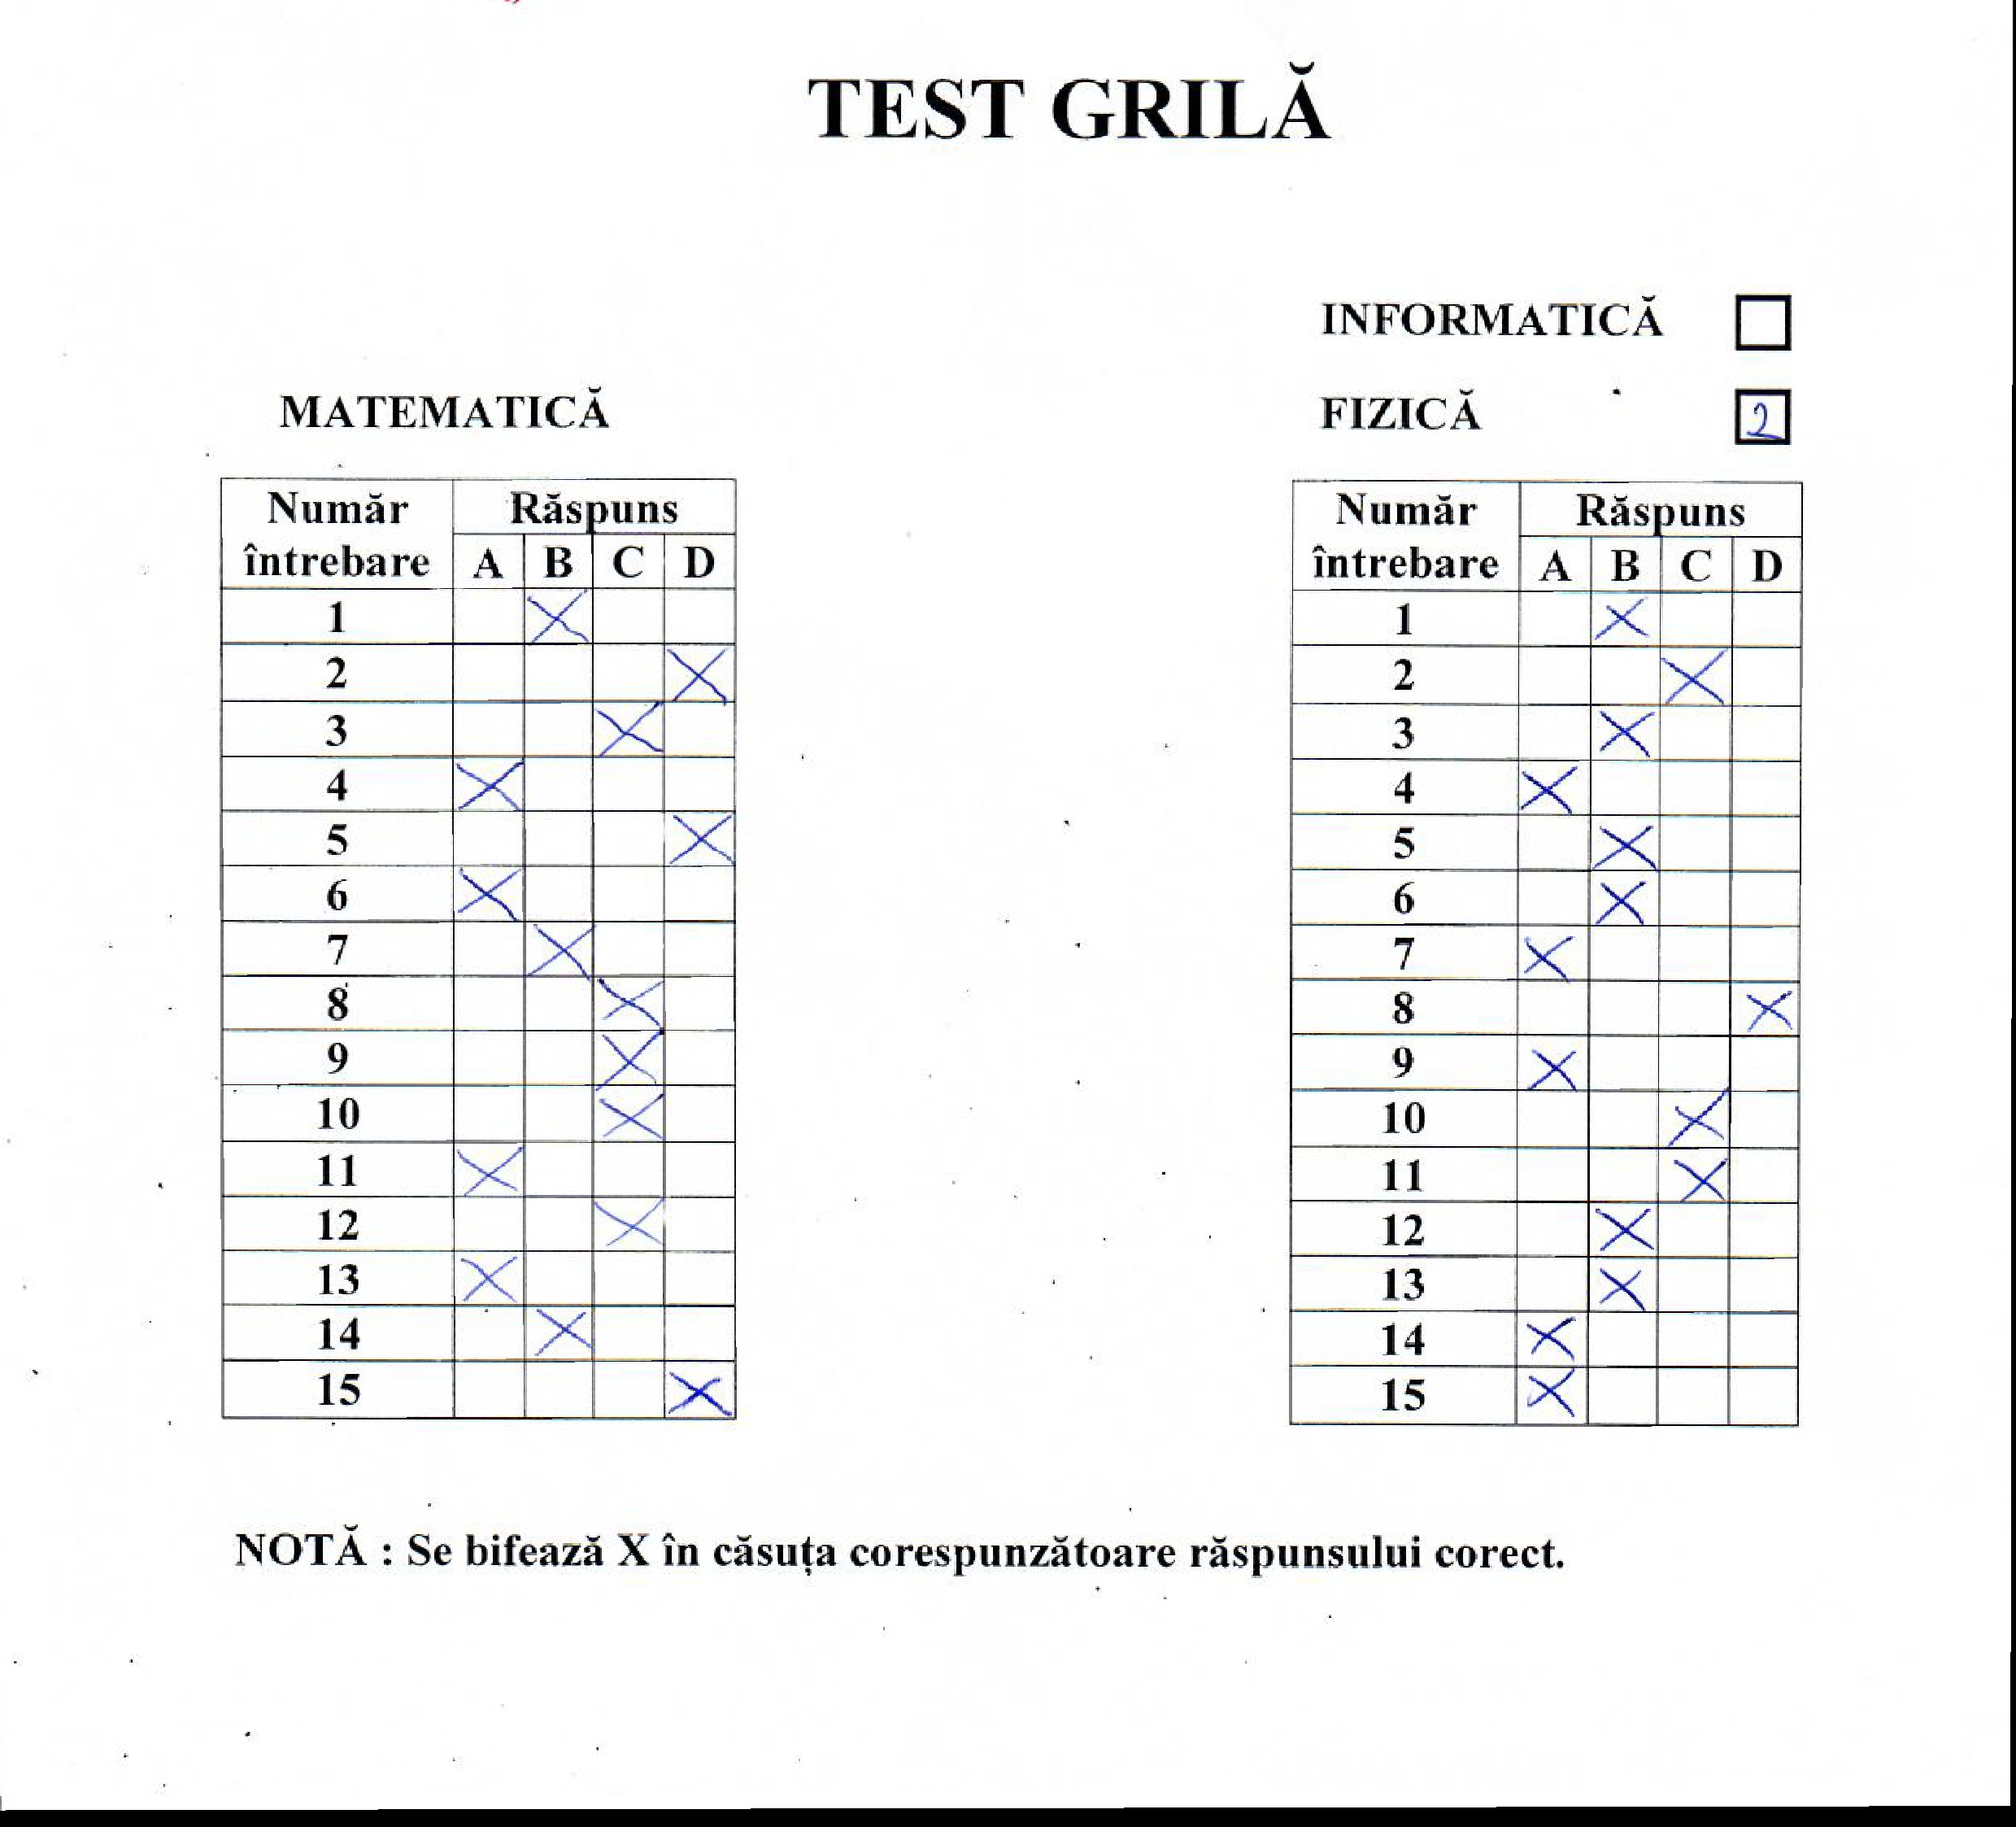 TEST GRILĂ
INFORMATICĂ
MATEMATICĂ
FIZICĂ 2
Număr întrebare Răspuns
A B C D
1 X
2 X
3 X
4 X
5 X
6 X
7 X
8 X
9 X
10 X
11 X
12 X
13 X
14 X
15 X
Număr întrebare Răspuns
A B C D
1 X
2 X
3 X
4 X
5 X
6 X
7 X
8 X
9 X
10 X
11 X
12 X
13 X
14 X
15 X
NOTĂ : Se bifează X în căsuța corespunzătoare răspunsului corect.